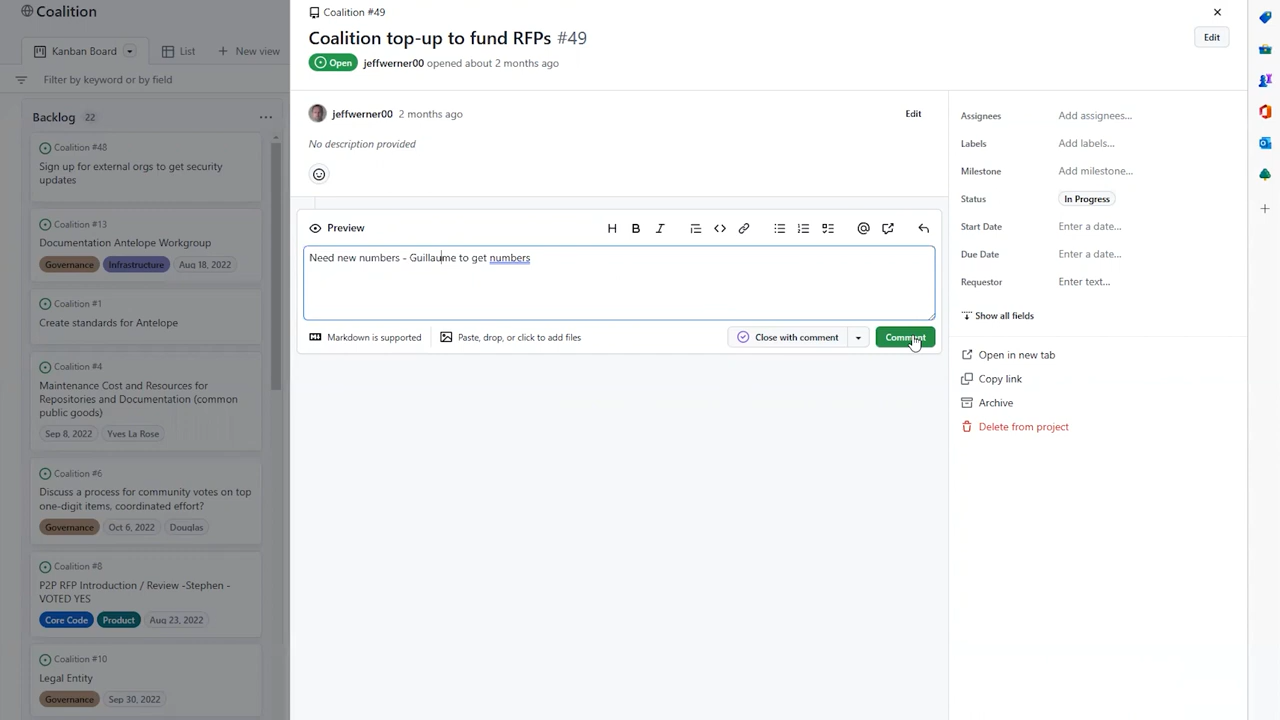 Coalition
Kanban Board
List
New view
Filter by keyword or by field
Backlog 22
Coalition #48
Sign up for external orgs to get security
updates
Coalition #13
Documentation Antelope Workgroup
Governance Infrastructure Aug 18, 2022
Coalition #1
Create standards for Antelope
Coalition #4
Maintenance Cost and Resources for
Repositories and Documentation (common
public goods)
Sep 8, 2022 Yves La Rose
Coalition #6
Discuss a process for community votes on top
one-digit items, coordinated effort?
Governance Oct 6, 2022 Douglas
Coalition #8
P2P RFP Introduction / Review -Stephen -
VOTED YES
Core Code Product Aug 23, 2022
Coalition #10
Legal Entity
Governance Sep 30, 2022
Coalition #49
Coalition top-up to fund RFPs #49
Edit
Open jeffwerner00 opened about 2 months ago
jeffwerner00 2 months ago
Edit
No description provided
Preview
Need new numbers - Guillaume to get numbers
Markdown is supported
Paste, drop, or click to add files
Close with comment
Comment
Assignees Add assignees...
Labels Add labels...
Milestone Add milestone...
Status In Progress
Start Date Enter a date...
Due Date Enter a date...
Requestor Enter text...
Show all fields
Open in new tab
Copy link
Archive
Delete from project